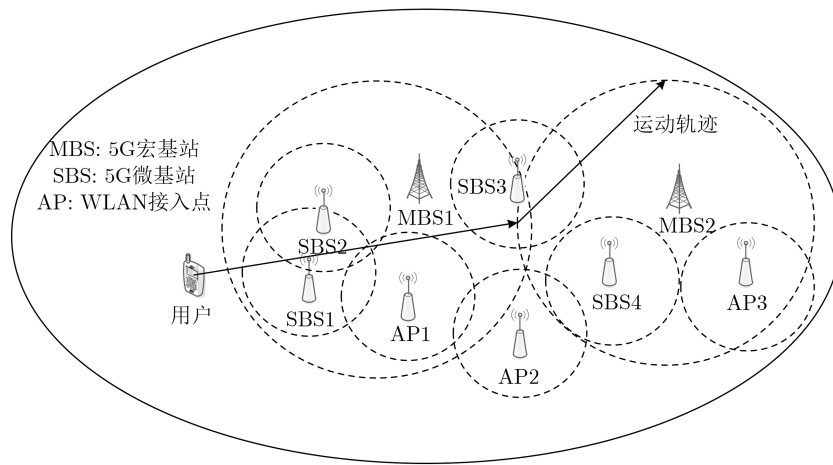 MBS: 5G宏基站
SBS: 5G微基站
AP: WLAN接入点
运动轨迹
SBS3
MBS1
MBS2
SBS2
用户
SBS1
AP1
SBS4
AP3
AP2